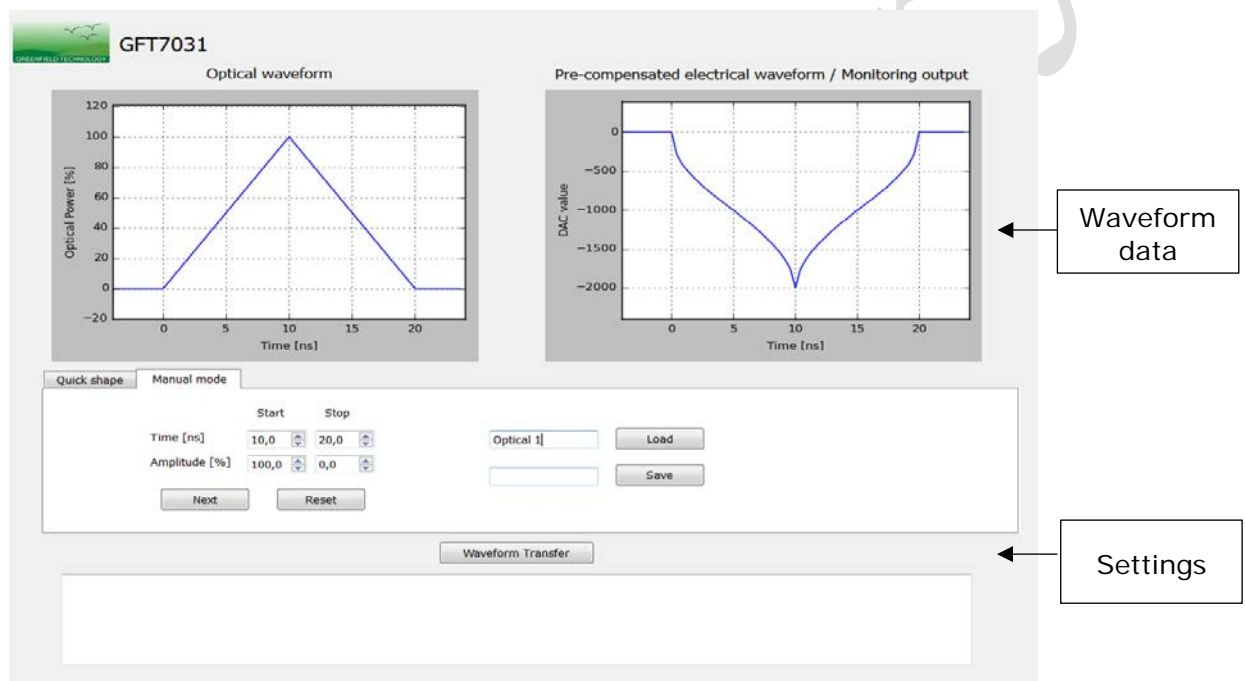 GREENFIELD TECHNOLOGY
GFT7031
Optical waveform
120
100
80
60
40
20
0
−20
Optical Power [%]
0 5 10 15 20
Time [ns]
Pre-compensated electrical waveform / Monitoring output
0
−500
−1000
−1500
−2000
DAC value
0 5 10 15 20
Time [ns]
Waveform
data
Quick shape Manual mode
Start Stop
Time [ns] 10,0 20,0
Amplitude [%] 100,0 0,0
Next Reset
Optical 1 Load
Save
Waveform Transfer
Settings